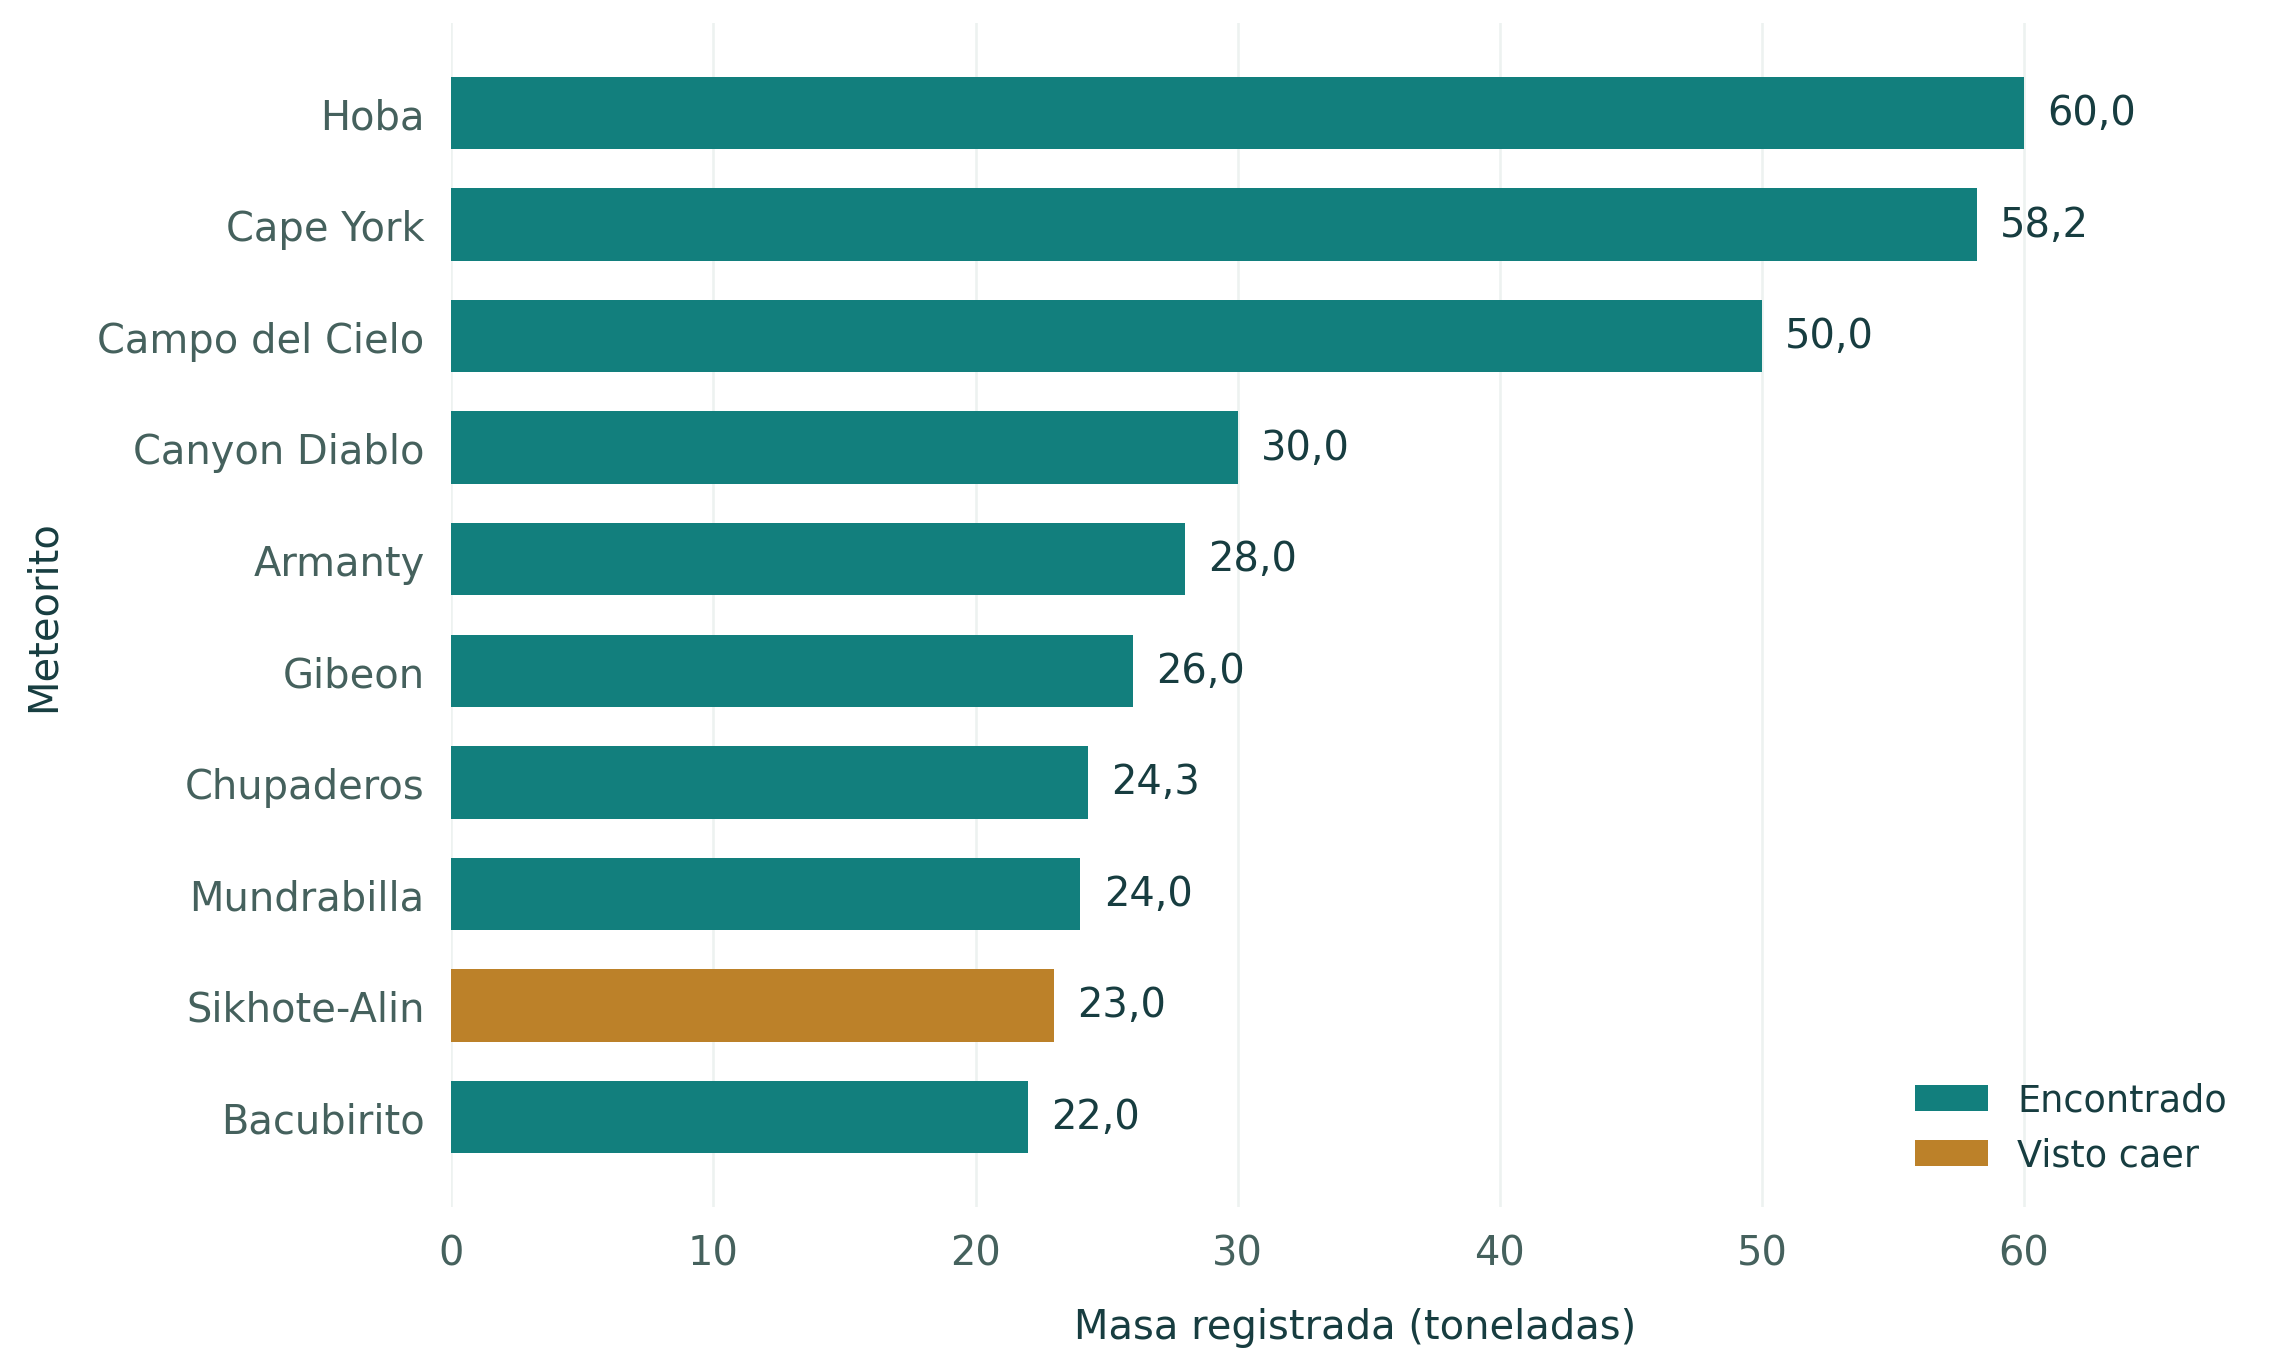 Hoba 60,0
Cape York 58,2
Campo del Cielo 50,0
Canyon Diablo 30,0
Armanty 28,0
Gibeon 26,0
Chupaderos 24,3
Mundrabilla 24,0
Sikhote-Alin 23,0
Bacubirito 22,0
Meteorito
Encontrado
Visto caer
0 10 20 30 40 50 60
Masa registrada (toneladas)